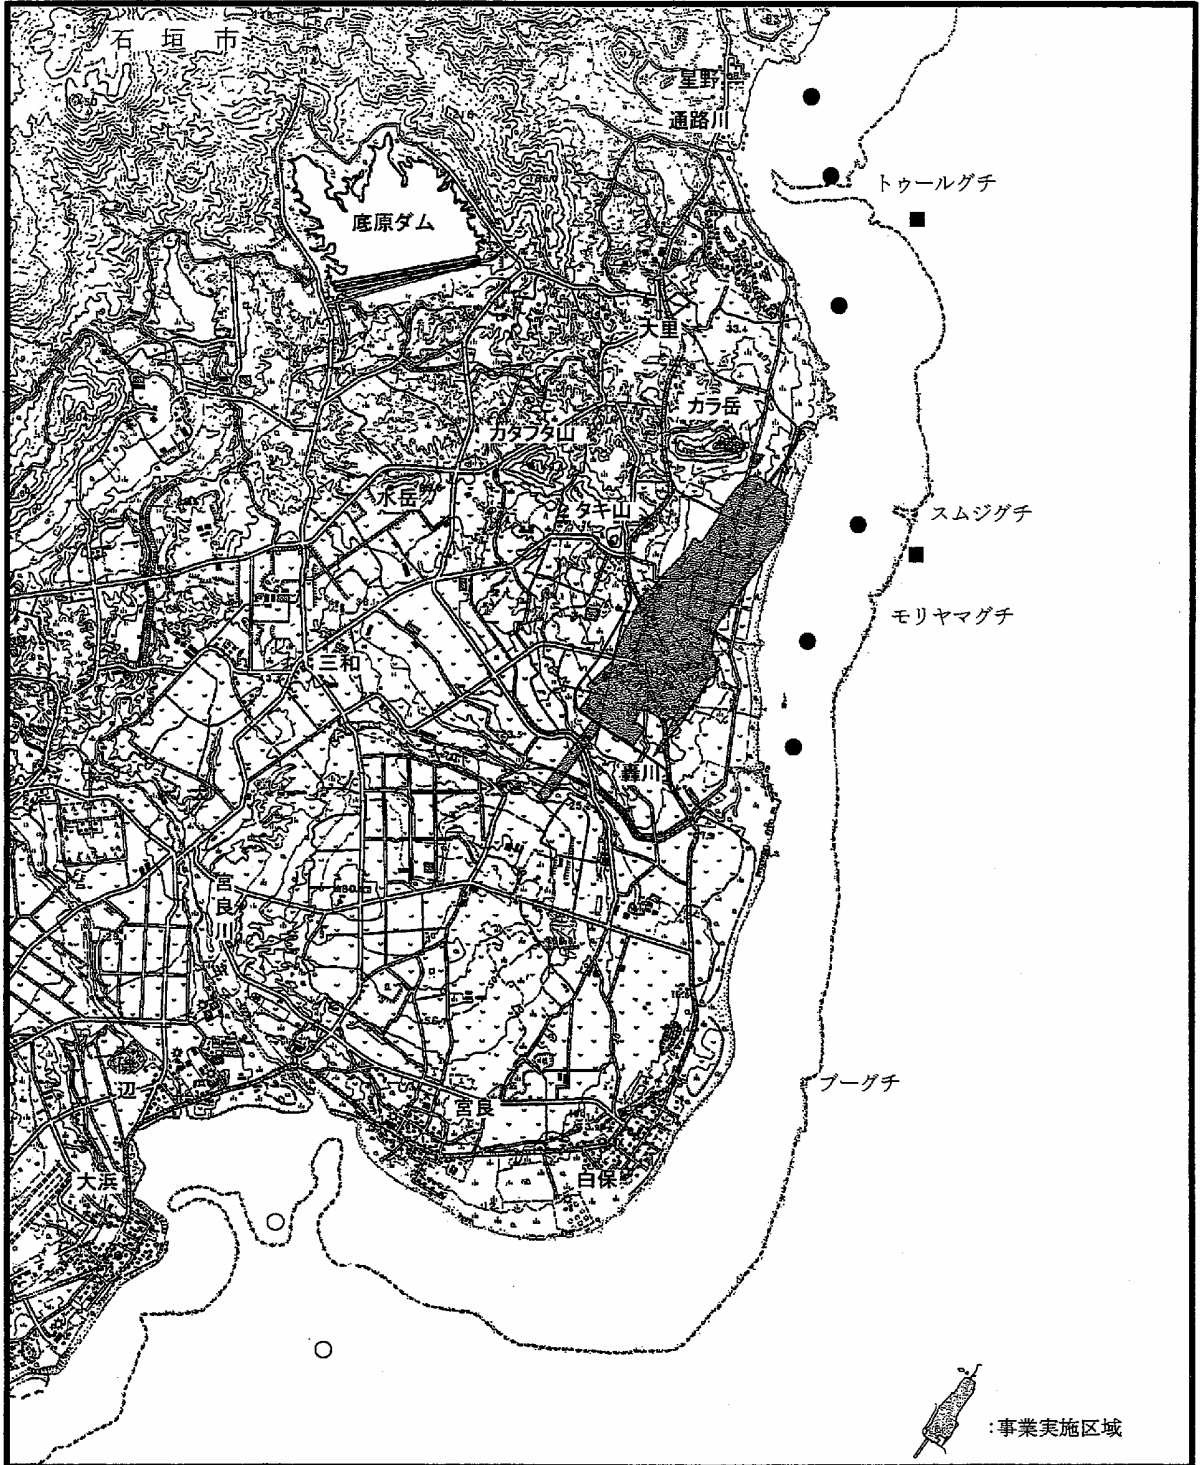 石垣市
星野
通路川
トゥールグチ
底原ダム
大里
カラ岳
カタフタ山
水岳
タキ山
スムジグチ
モリヤマグチ
三和
轟川
宮良川
磯辺
ブーグチ
宮良
大浜
白保
:事業実施区域